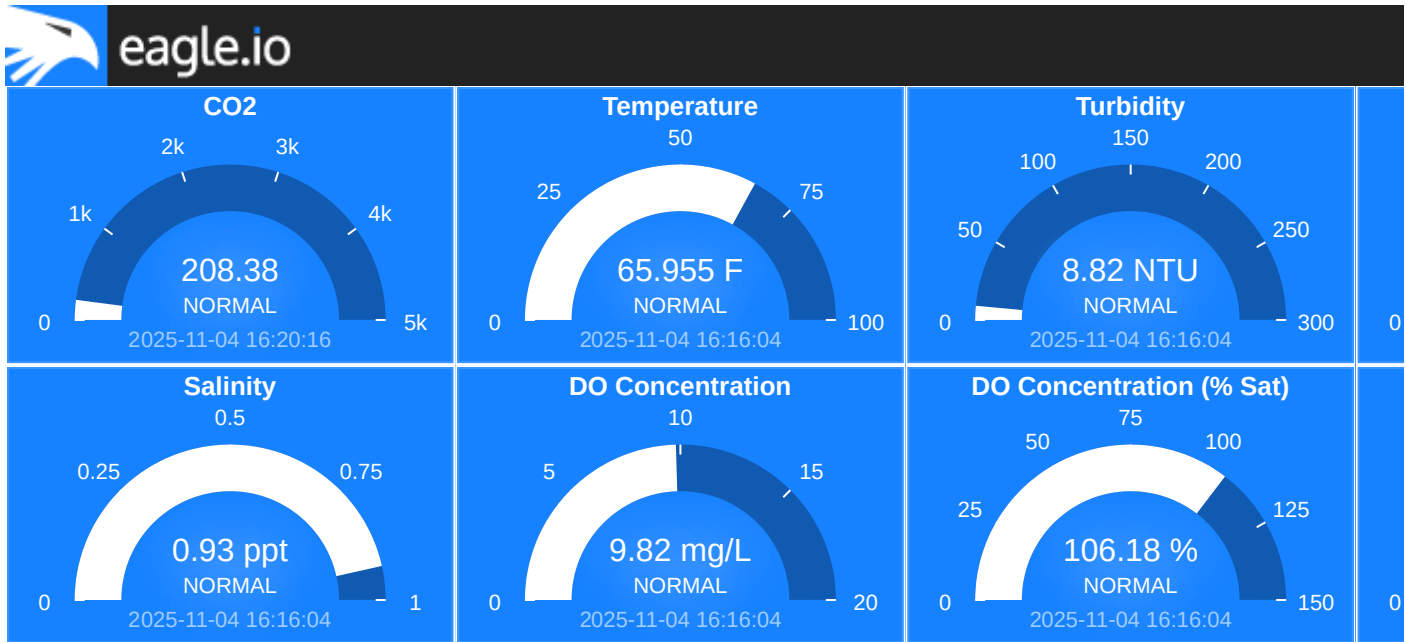 eagle.io
CO2
2k
3k
1k
4k
208.38
NORMAL
0
5k
2025-11-04 16:20:16
Temperature
50
25
75
65.955 F
NORMAL
0
100
2025-11-04 16:16:04
Turbidity
150
100
200
50
250
8.82 NTU
NORMAL
0
300
2025-11-04 16:16:04
0
Salinity
0.5
0.25
0.75
0.93 ppt
NORMAL
0
1
2025-11-04 16:16:04
DO Concentration
10
5
15
9.82 mg/L
NORMAL
0
20
2025-11-04 16:16:04
DO Concentration (% Sat)
75
50
100
25
125
106.18 %
NORMAL
0
150
2025-11-04 16:16:04
0